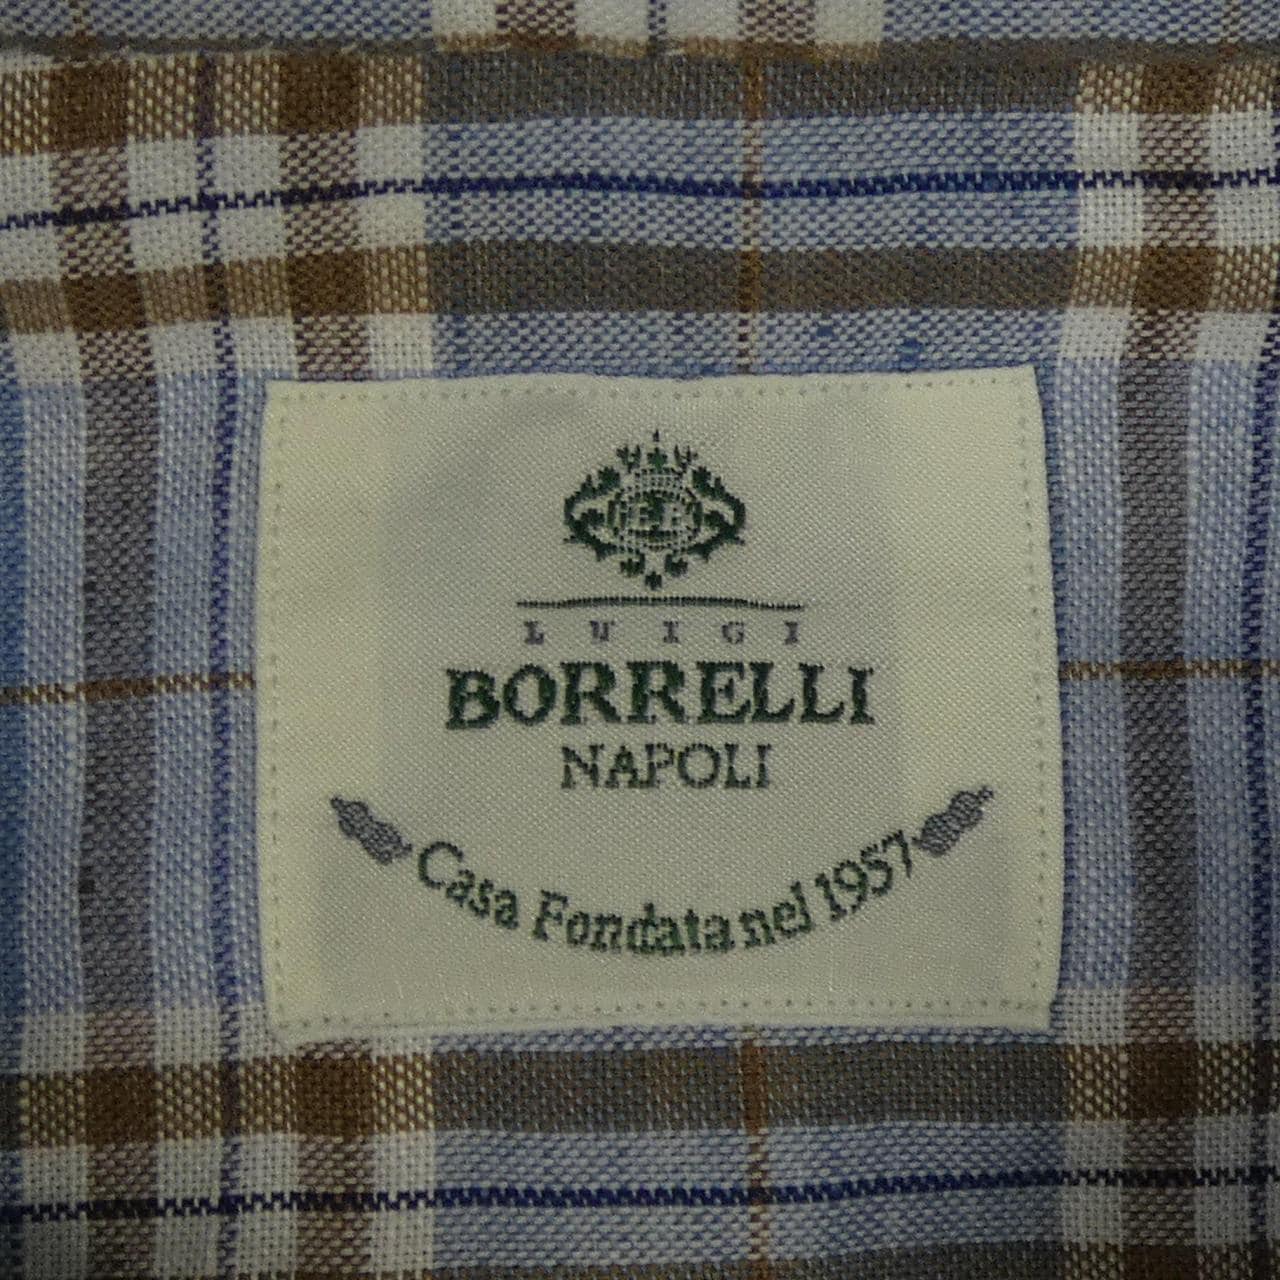 LUIGI
BORRELLI
NAPOLI
Casa Fondata nel 1957